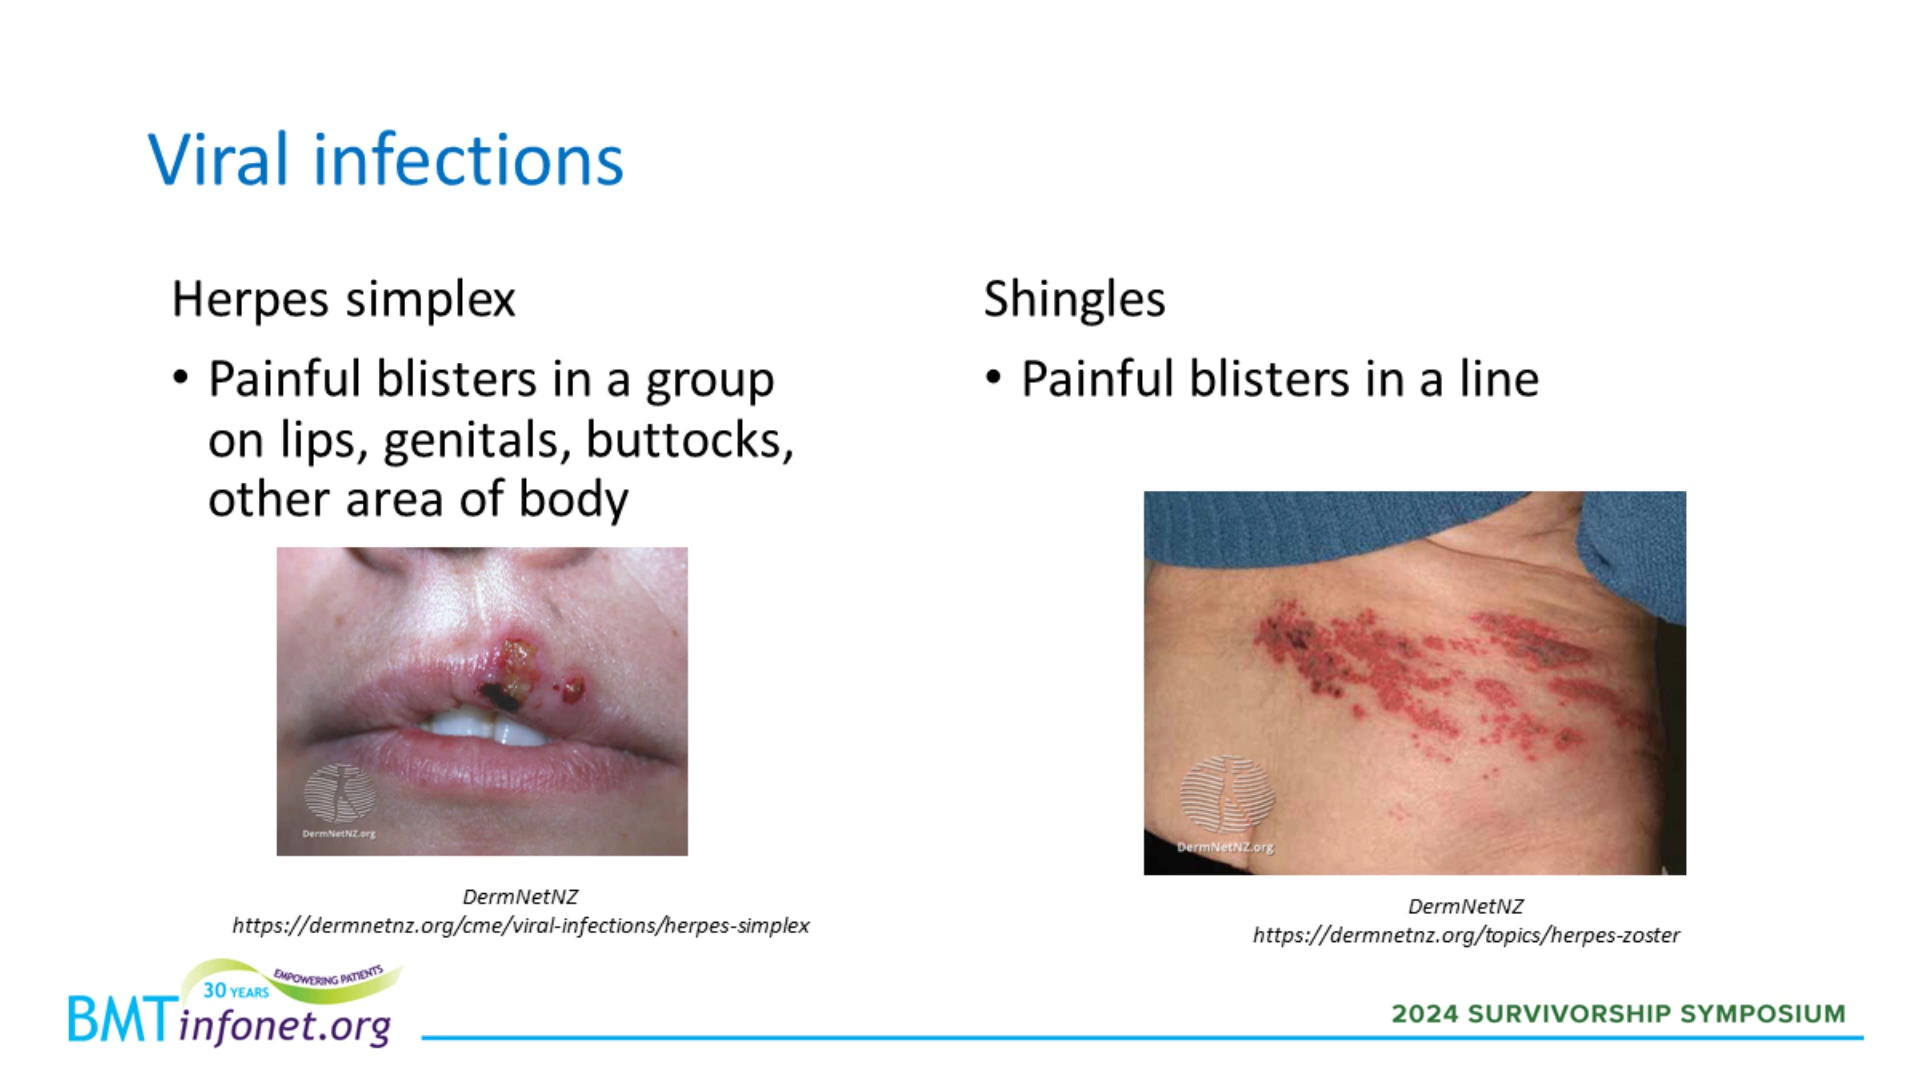 Viral infections
Herpes simplex
• Painful blisters in a group
on lips, genitals, buttocks,
other area of body
DermNetNZ.org
DermNetNZ
https://dermnetnz.org/cme/viral-infections/herpes-simplex
Shingles
• Painful blisters in a line
DermNetNZ.org
DermNetNZ
https://dermnetnz.org/topics/herpes-zoster
EMPOWERING PATIENTS
30 YEARS
BMTinfonet.org
2024 SURVIVORSHIP SYMPOSIUM